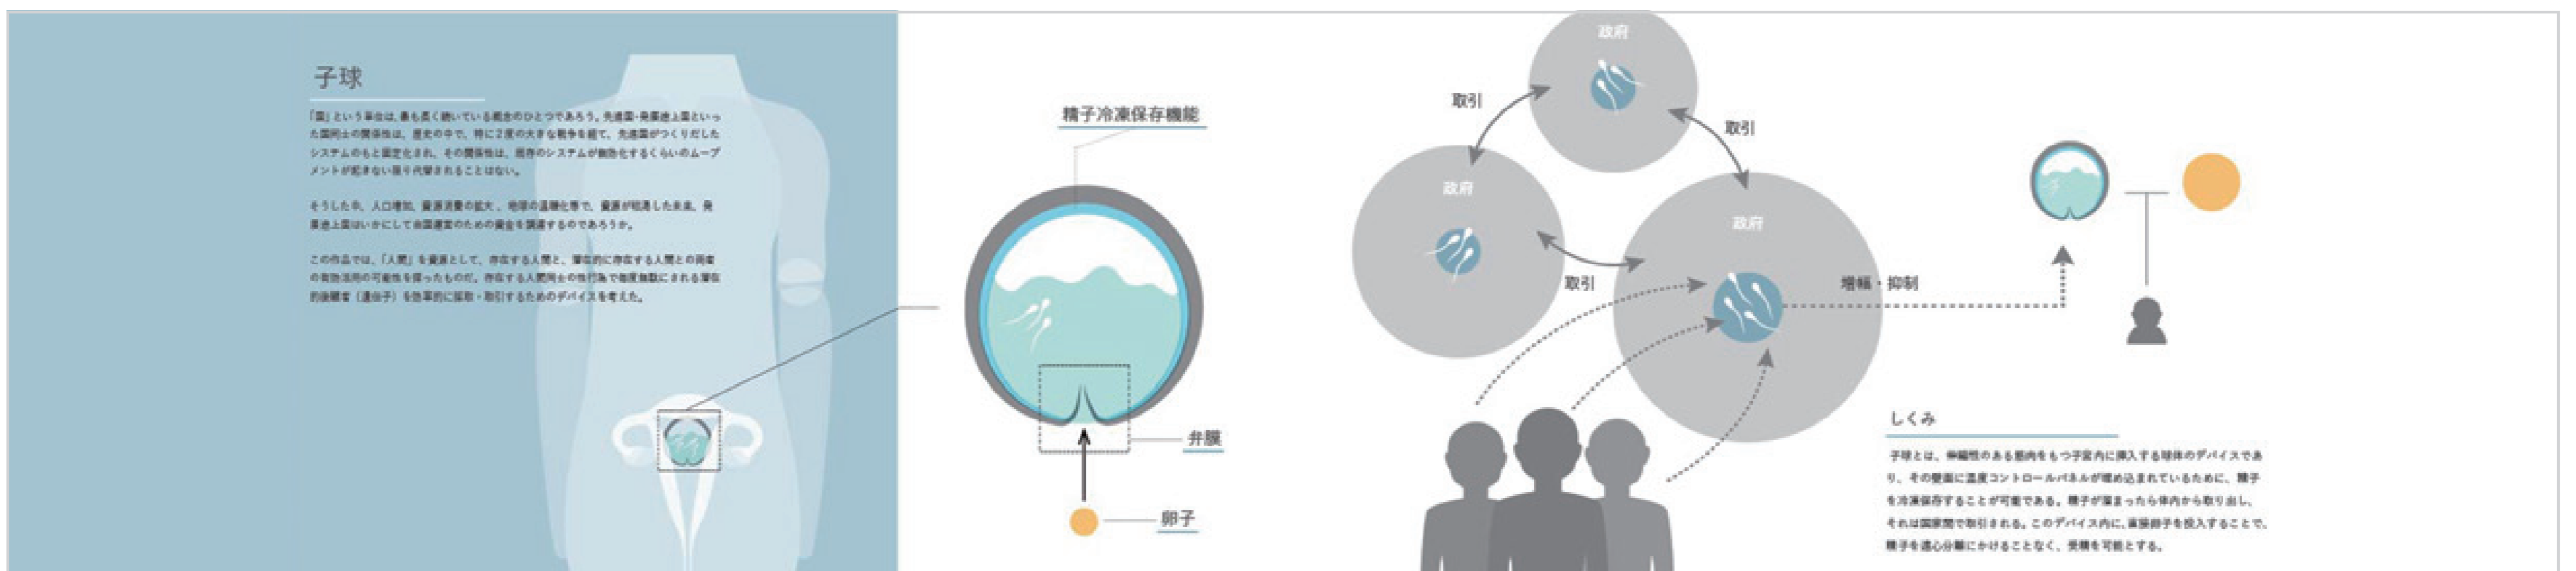 子球
「国」という単位は、最も長く続いている概念のひとつであろう。先進国・発展途上国といっ
た国同士の関係性は、歴史の中で、特に2度の大きな戦争を経て、先進国がつくりだした
システムのもと固定化され、その関係性は、既存のシステムが無効化するくらいのムーブ
メントが起きない限り代替されることはない。
そうした中、人口増加、資源消費の拡大、地球の温暖化等で、資源が枯渇した未来、発
展途上国はいかにして自国運営のための資金を調達するのであろうか。
この作品では、「人間」を資源として、存在する人間と、潜在的に存在する人間との両者
の有効活用の可能性を探ったものだ。存在する人間同士の性行為で毎度無駄にされる潜在
的後継者（遺伝子）を効率的に採取・取引するためのデバイスを考えた。
精子冷凍保存機能
弁膜
卵子
政府
取引
取引
政府
政府
取引
増幅・抑制
しくみ
子球とは、伸縮性のある筋肉をもつ子宮内に挿入する球体のデバイスであ
り、その壁面に温度コントロールパネルが埋め込まれているために、精子
を冷凍保存することが可能である。精子が溜まったら体内から取り出し、
それは国家間で取引される。このデバイス内に、直接卵子を投入することで、
精子を遠心分離にかけることなく、受精を可能とする。